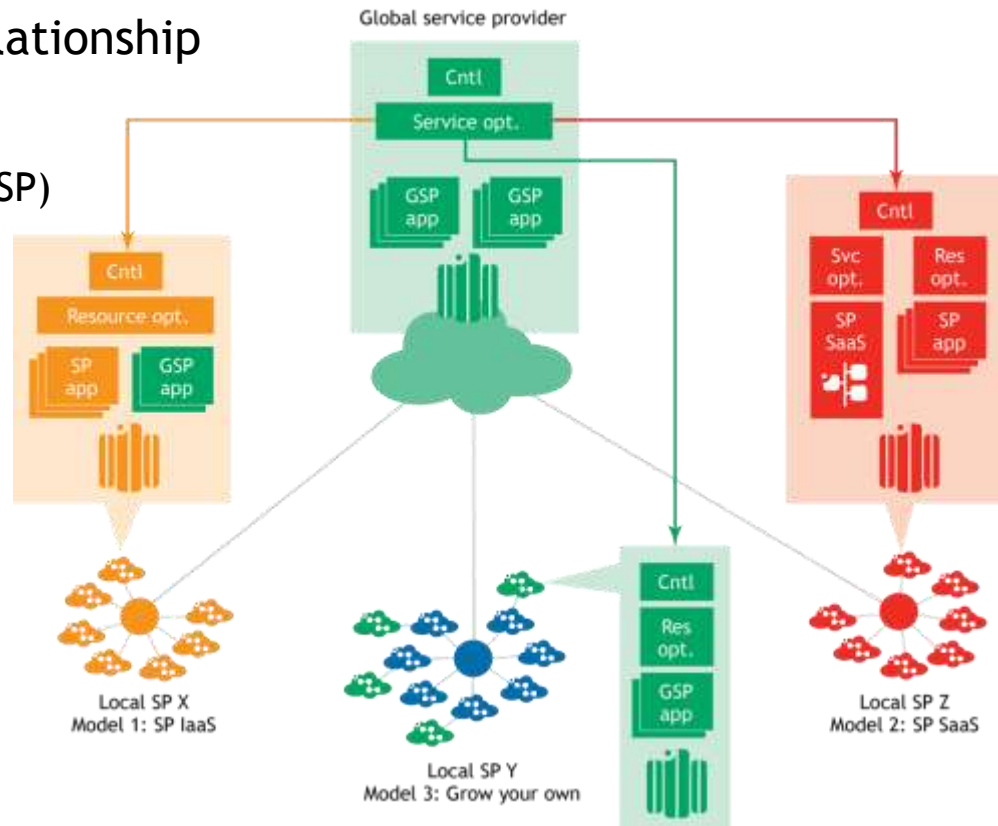 lationship
SP)
Global service provider
Cntl
Service opt.
GSP
app
GSP
app
Cntl
Resource opt.
SP
app
GSP
app
Cntl
Svc
opt.
Res
opt.
SP
SaaS
SP
app
Cntl
Res
opt.
GSP
app
Local SP X
Model 1: SP IaaS
Local SP Y
Model 3: Grow your own
Local SP Z
Model 2: SP SaaS